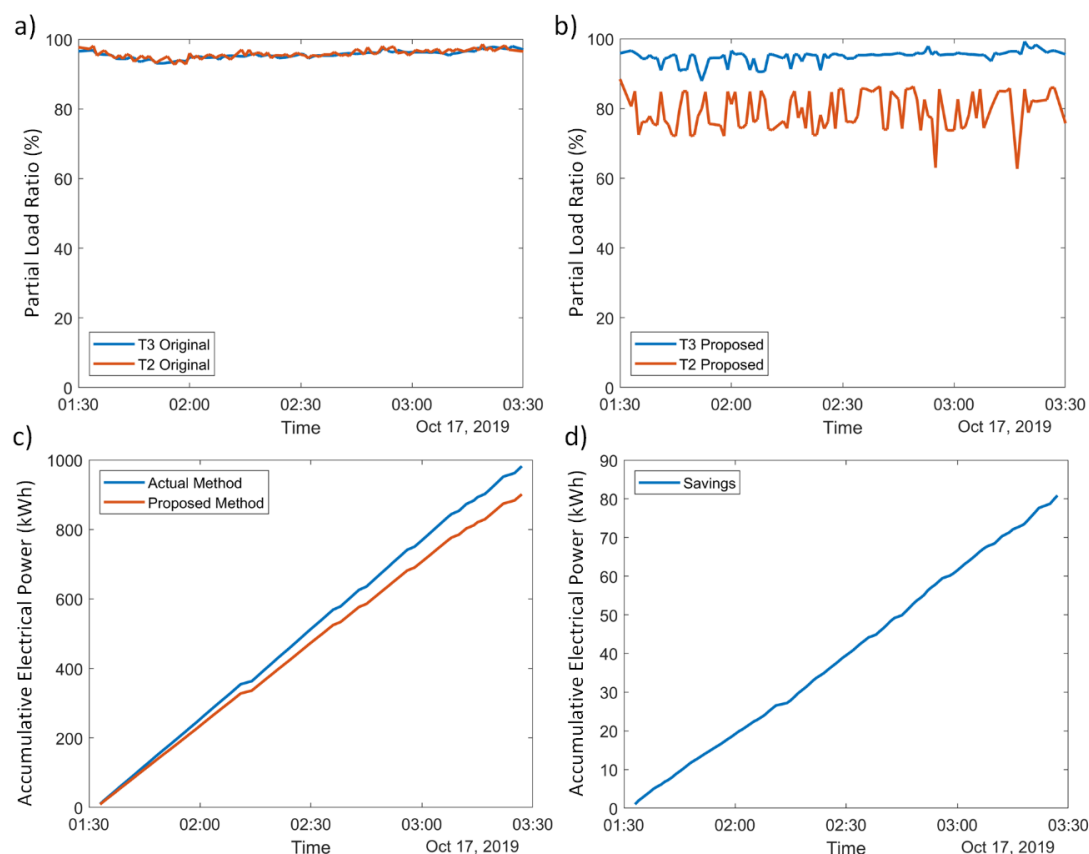 a)
Partial Load Ratio (%)
100
80
60
40
20
0
T3 Original
T2 Original
01:30 02:00 02:30 03:00 03:30
Time
Oct 17, 2019
b)
Partial Load Ratio (%)
100
80
60
40
20
0
T3 Proposed
T2 Proposed
01:30 02:00 02:30 03:00 03:30
Time
Oct 17, 2019
c)
Accumulative Electrical Power (kWh)
1000
800
600
400
200
0
Actual Method
Proposed Method
01:30 02:00 02:30 03:00 03:30
Time
Oct 17, 2019
d)
Accumulative Electrical Power (kWh)
90
80
70
60
50
40
30
20
10
0
Savings
01:30 02:00 02:30 03:00 03:30
Time
Oct 17, 2019